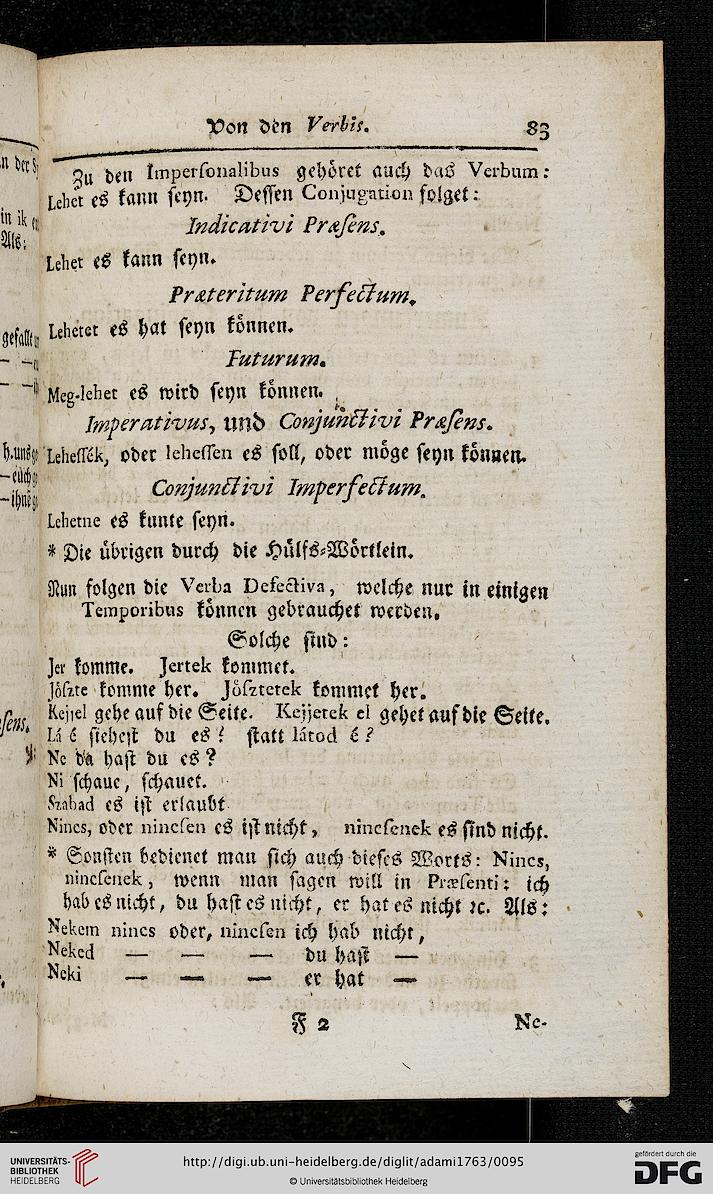 Von den Verbis. 83
Zu den Impersonalibus gehöret auch das Verbum:
Lehet es kann seyn. Dessen Conjugation folget:
Indicativi Præsens.
Lehet es kann seyn.
Præteritum Perfectum.
Lehetet es hat seyn können.
Futurum.
Meg-lehet es wird seyn können.
Imperativus, und Conjunctivi Præsens.
Lehessék, oder lehessen es soll, oder möge seyn können.
Conjunctivi Imperfectum.
Lehetne es kunte seyn.
* Die übrigen durch die Hülfs-Wörtlein.
Nun folgen die Verba Defectiva, welche nur in einigen
Temporibus können gebrauchet werden.
Solche sind:
Jer komme. Jertek kommet.
Jöszte komme her. Jösztetek kommet her.
Kejjel gehe auf die Seite. Kejjetek el gehet auf die Seite.
Lá é siehest du es? statt látod é?
Ne da hast du es?
Ni schaue, schauet.
Szabad es ist erlaubt
Nincs, oder nincsen es ist nicht, nincsenek es sind nicht.
* Sonsten bedienet man sich auch dieses Worts: Nincs,
nincsenek, wenn man sagen will in Præsenti: ich
hab es nicht, du hast es nicht, er hat es nicht ꝛc. Als:
Nekem nincs oder, nincsen ich hab nicht,
Neked — — — du hast —
Neki — — — er hat —
F 2 Ne-
UNIVERSITÄTS-
BIBLIOTHEK
HEIDELBERG
http://digi.ub.uni-heidelberg.de/diglit/adami1763/0095
© Universitätsbibliothek Heidelberg
gefördert durch die
DFG